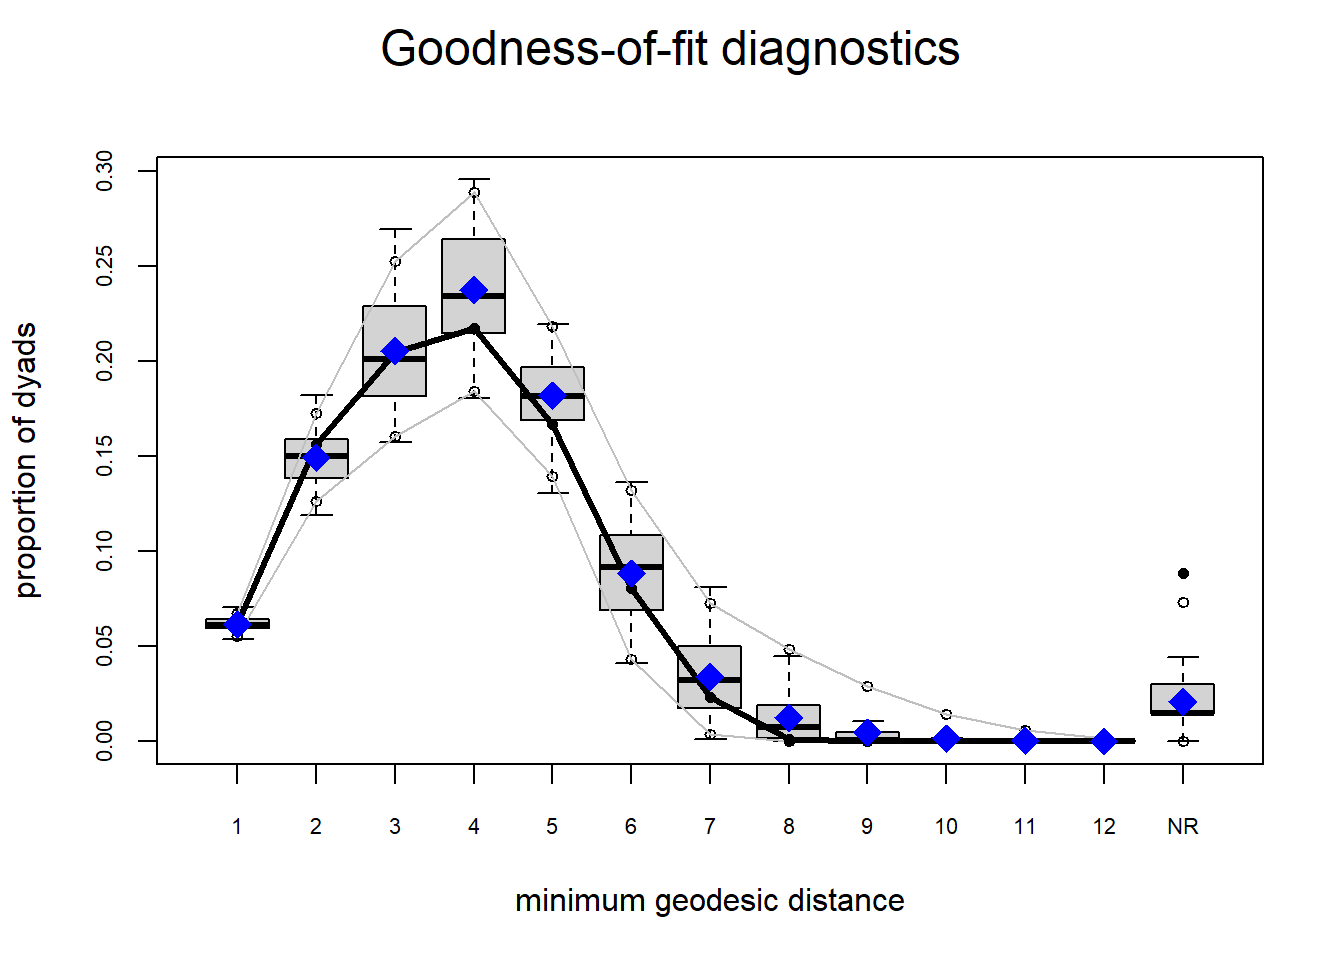 Goodness-of-fit diagnostics
proportion of dyads
0.30
0.25
0.20
0.15
0.10
0.05
0.00
1 2 3 4 5 6 7 8 9 10 11 12 NR
minimum geodesic distance